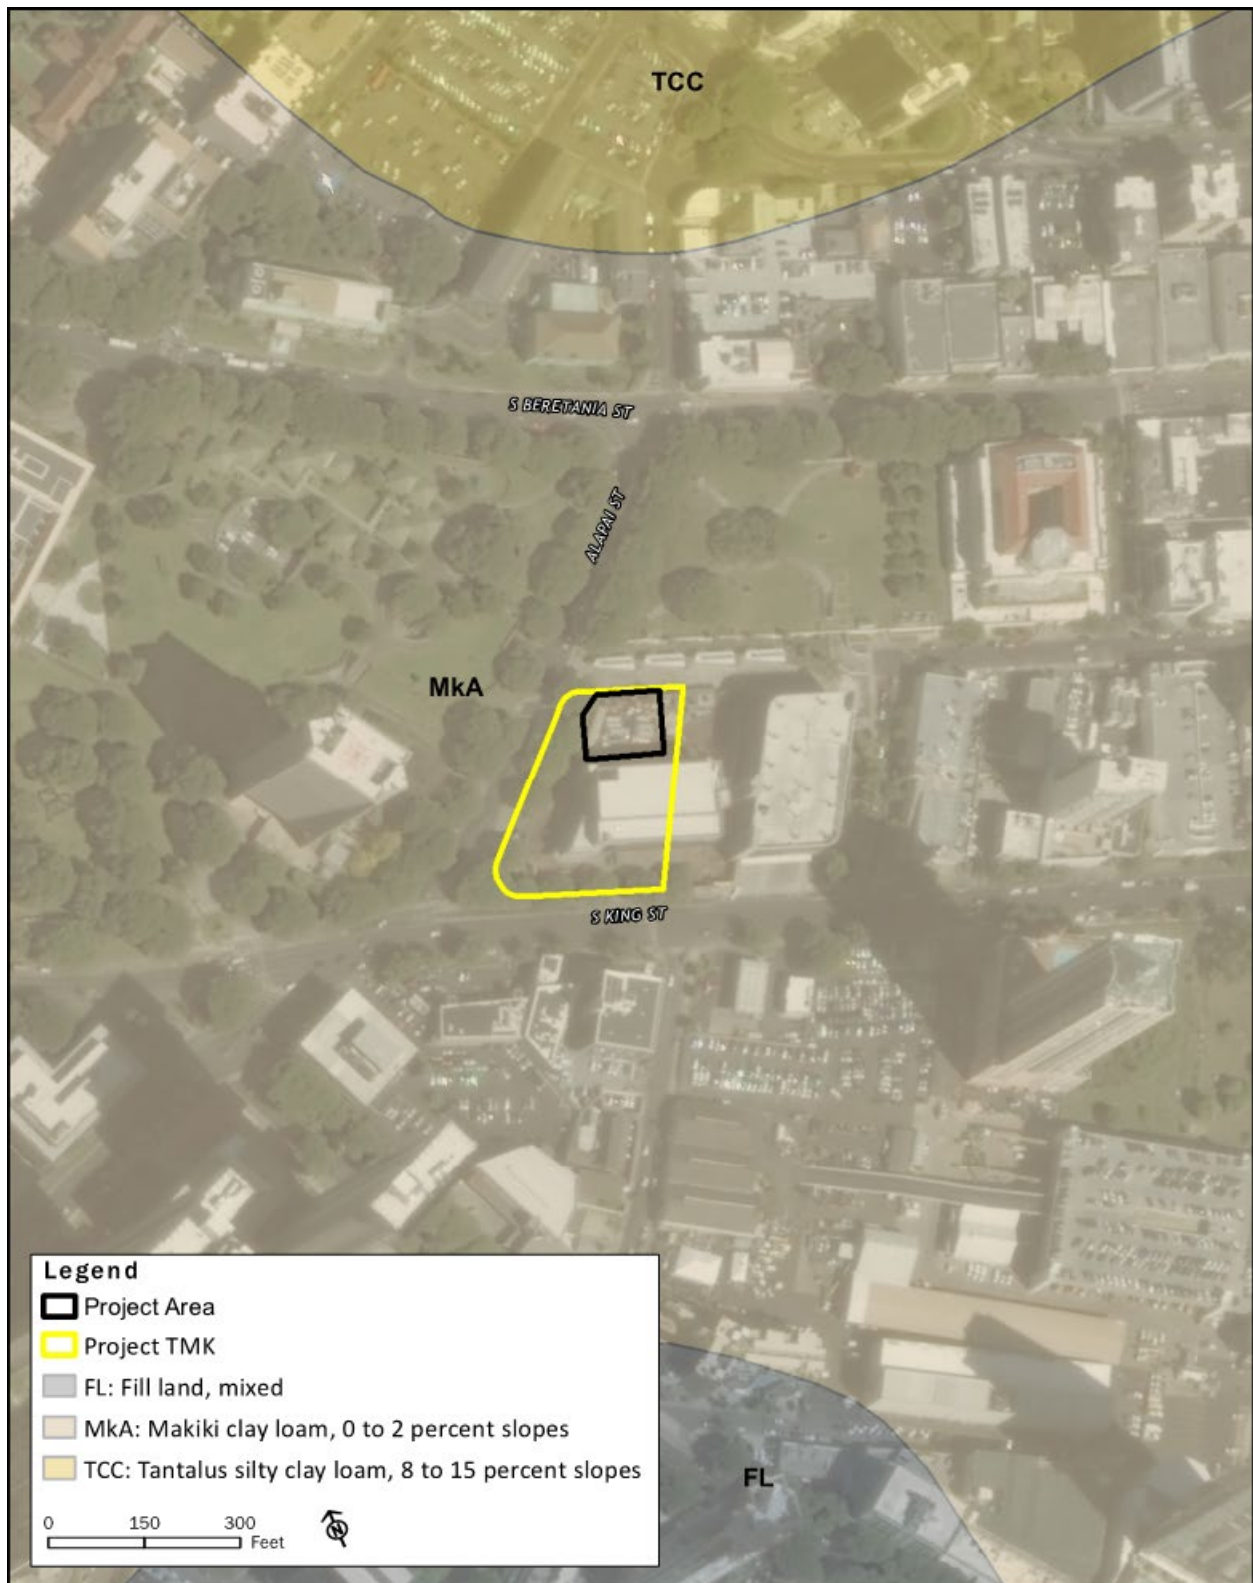 TCC
S BERETANIA ST
ALAPAI ST
MkA
S KING ST
Legend
Project Area
Project TMK
FL: Fill land, mixed
MkA: Makiki clay loam, 0 to 2 percent slopes
TCC: Tantalus silty clay loam, 8 to 15 percent slopes
0 150 300
Feet
N
FL